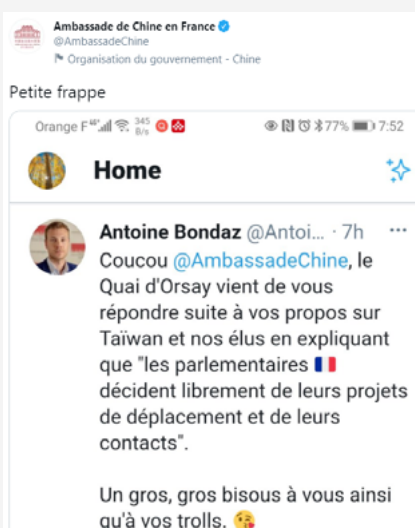 Ambassade de Chine en France
@AmbassadeChine
Organisation du gouvernement - Chine
Petite frappe
Orange F 345 B/s 77% 7:52
Home
Antoine Bondaz @Antoi... · 7h ...
Coucou @AmbassadeChine, le
Quai d'Orsay vient de vous
répondre suite à vos propos sur
Taïwan et nos élus en expliquant
que "les parlementaires 🇫🇷
décident librement de leurs projets
de déplacement et de leurs
contacts".
Un gros, gros bisous à vous ainsi
qu'à vos trolls. 😘